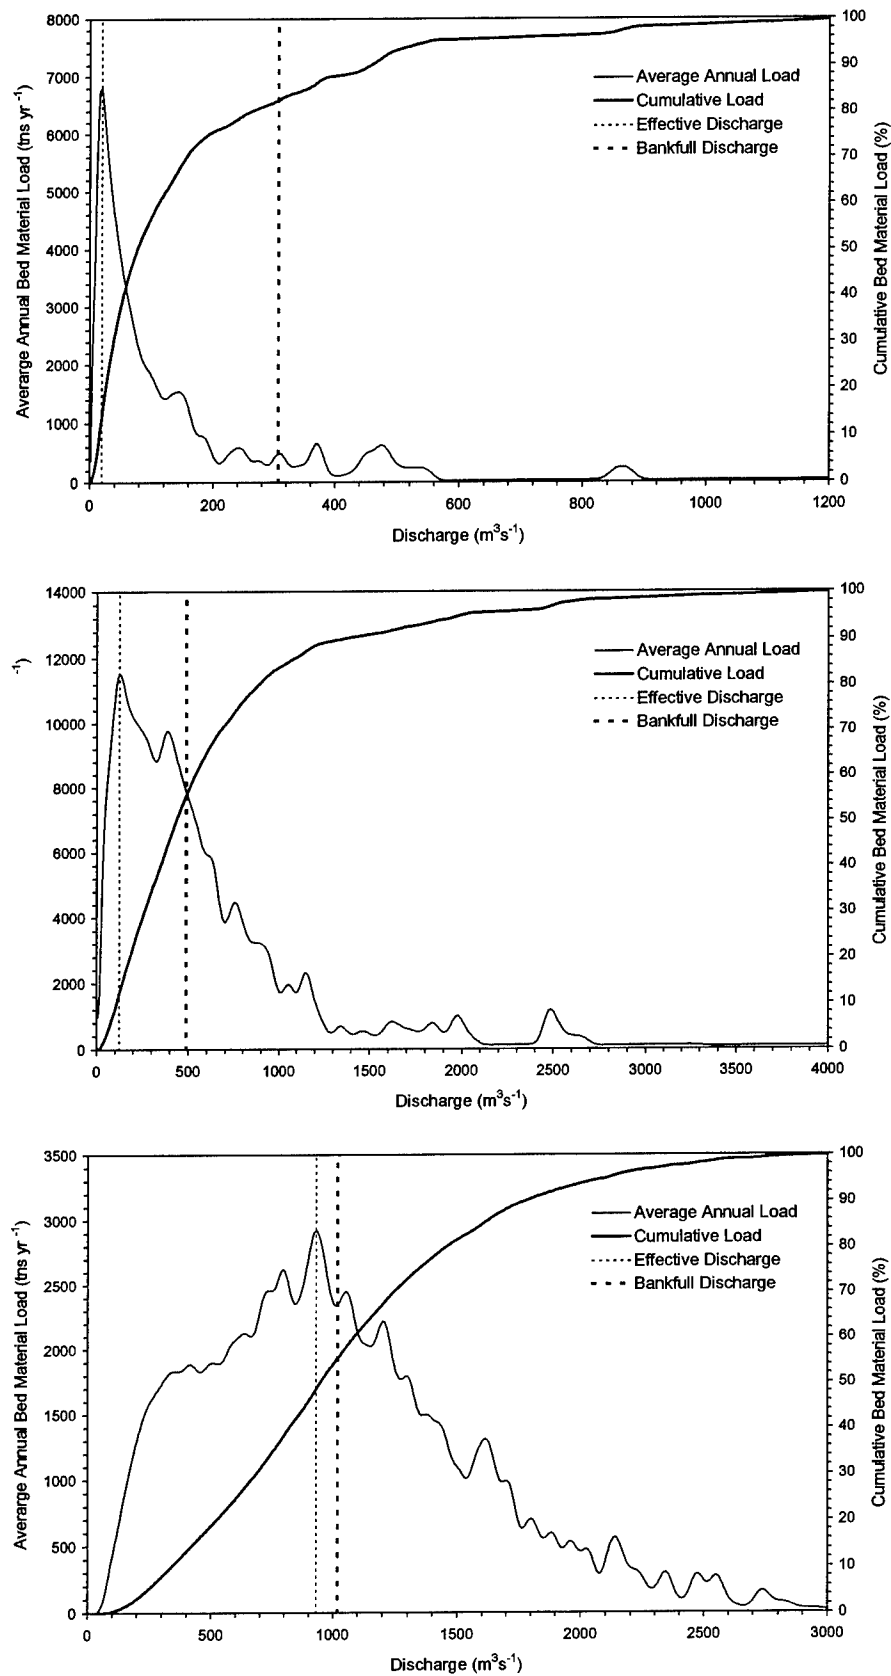 8000
7000
6000
5000
4000
3000
2000
1000
0
Averarge Annual Bed Material Load (tns yr⁻¹)
Average Annual Load
Cumulative Load
Effective Discharge
Bankfull Discharge
100
90
80
70
60
50
40
30
20
10
0
Cumulative Bed Material Load (%)
0 200 400 600 800 1000 1200
Discharge (m³s⁻¹)
14000
12000
10000
8000
6000
4000
2000
0
⁻¹)
Average Annual Load
Cumulative Load
Effective Discharge
Bankfull Discharge
100
90
80
70
60
50
40
30
20
10
0
Cumulative Bed Material Load (%)
0 500 1000 1500 2000 2500 3000 3500 4000
Discharge (m³s⁻¹)
3500
3000
2500
2000
1500
1000
500
0
Averarge Annual Bed Material Load (tns yr⁻¹)
Average Annual Load
Cumulative Load
Effective Discharge
Bankfull Discharge
100
90
80
70
60
50
40
30
20
10
0
Cumulative Bed Material Load (%)
0 500 1000 1500 2000 2500 3000
Discharge (m³s⁻¹)